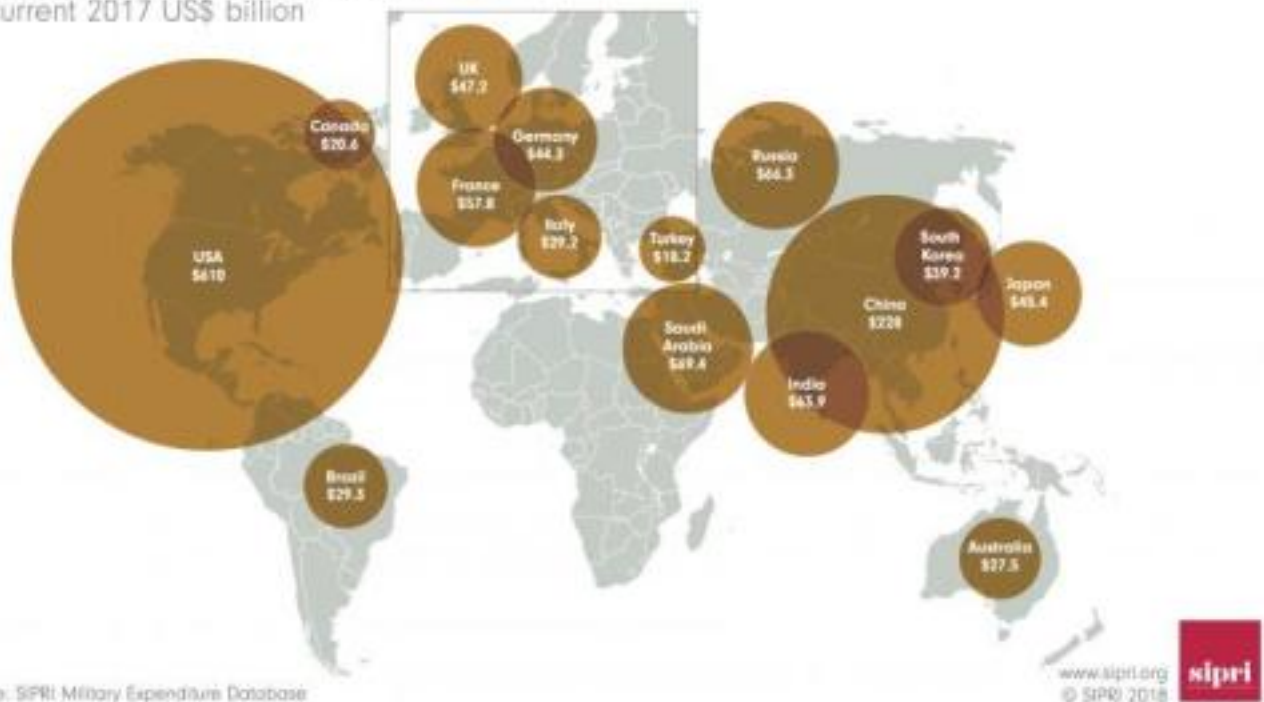 urrent 2017 US$ billion
UK
$47.2
Canada
$20.6
Germany
$44.3
Russia
$66.3
France
$57.8
Italy
$29.2
Turkey
$18.2
South
Korea
$39.2
USA
$610
Japan
$45.4
China
$228
Saudi
Arabia
$69.4
India
$63.9
Brazil
$29.3
Australia
$27.5
www.sipri.org
© SIPRI 2018
sipri
e: SIPRI Military Expenditure Database